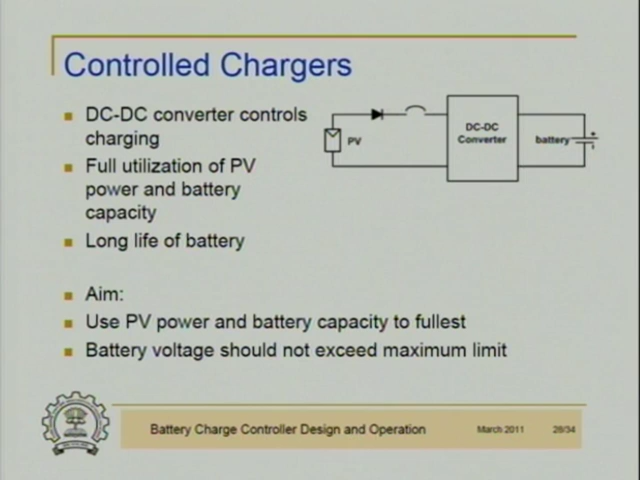 Controlled Chargers
DC-DC converter controls
charging
Full utilization of PV
power and battery
capacity
Long life of battery
PV
DC-DC
Converter
battery
+
Aim:
Use PV power and battery capacity to fullest
Battery voltage should not exceed maximum limit
Battery Charge Controller Design and Operation
March 2011
28/34